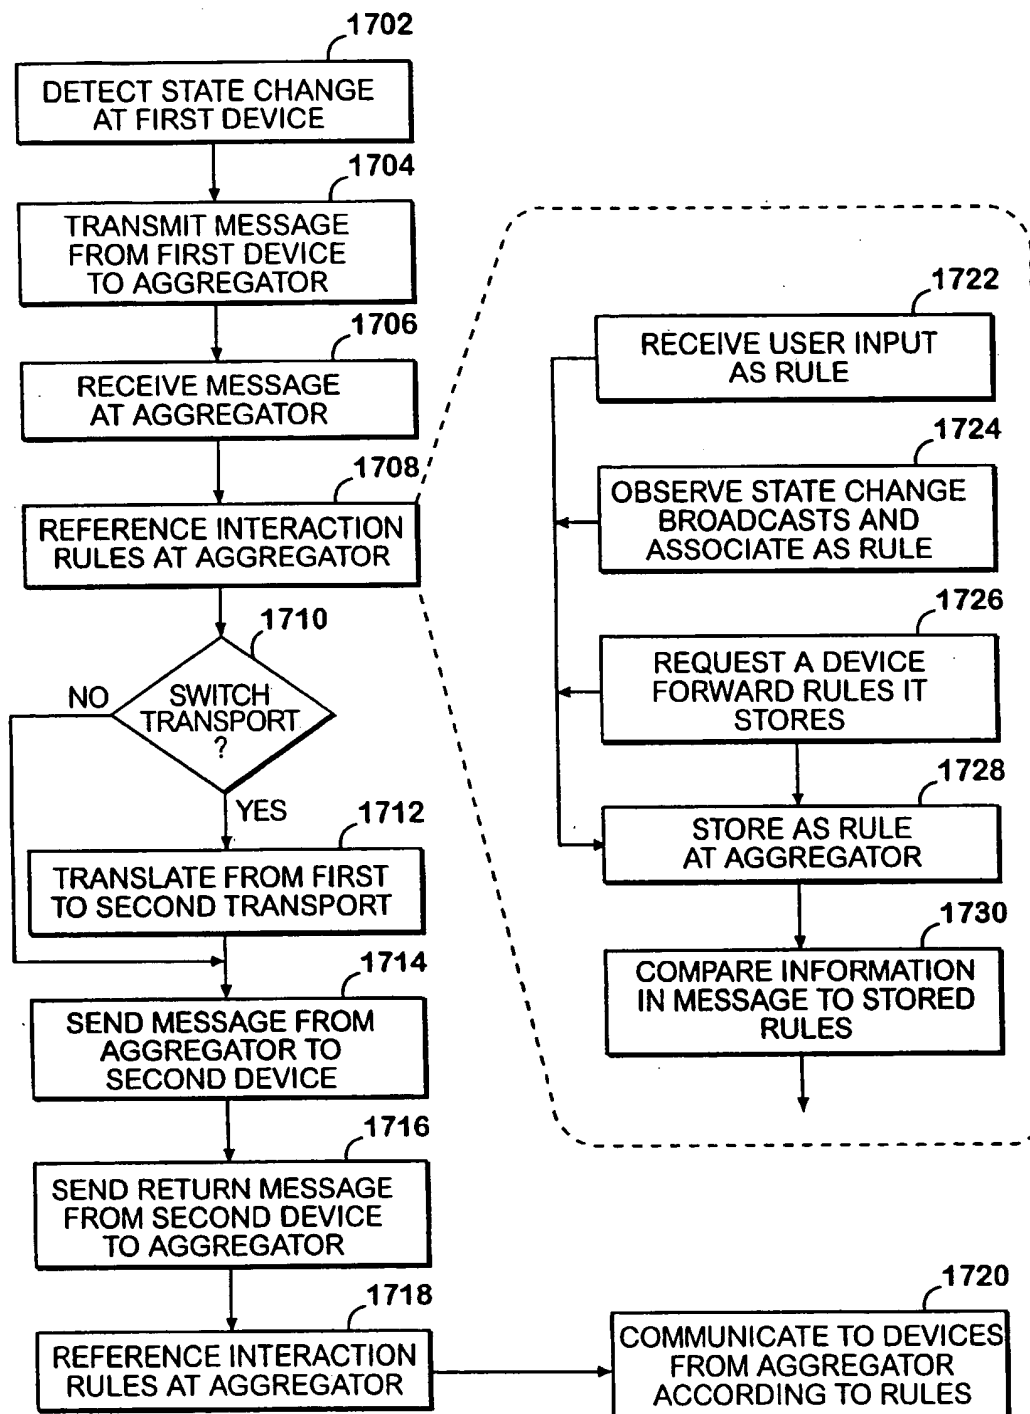 1702
DETECT STATE CHANGE
AT FIRST DEVICE
1704
TRANSMIT MESSAGE
FROM FIRST DEVICE
TO AGGREGATOR
1706
RECEIVE MESSAGE
AT AGGREGATOR
1708
REFERENCE INTERACTION
RULES AT AGGREGATOR
1710
SWITCH
TRANSPORT
?
NO
YES
1712
TRANSLATE FROM FIRST
TO SECOND TRANSPORT
1714
SEND MESSAGE FROM
AGGREGATOR TO
SECOND DEVICE
1716
SEND RETURN MESSAGE
FROM SECOND DEVICE
TO AGGREGATOR
1718
REFERENCE INTERACTION
RULES AT AGGREGATOR
1720
COMMUNICATE TO DEVICES
FROM AGGREGATOR
ACCORDING TO RULES
1722
RECEIVE USER INPUT
AS RULE
1724
OBSERVE STATE CHANGE
BROADCASTS AND
ASSOCIATE AS RULE
1726
REQUEST A DEVICE
FORWARD RULES IT
STORES
1728
STORE AS RULE
AT AGGREGATOR
1730
COMPARE INFORMATION
IN MESSAGE TO STORED
RULES